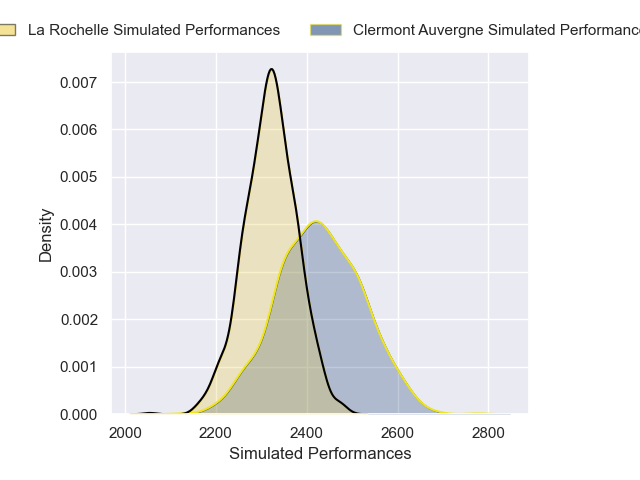 La Rochelle Simulated Performances
Clermont Auvergne Simulated Performanc
0.007
0.006
0.005
0.004
0.003
0.002
0.001
0.000
Density
2000 2200 2400 2600 2800
Simulated Performances